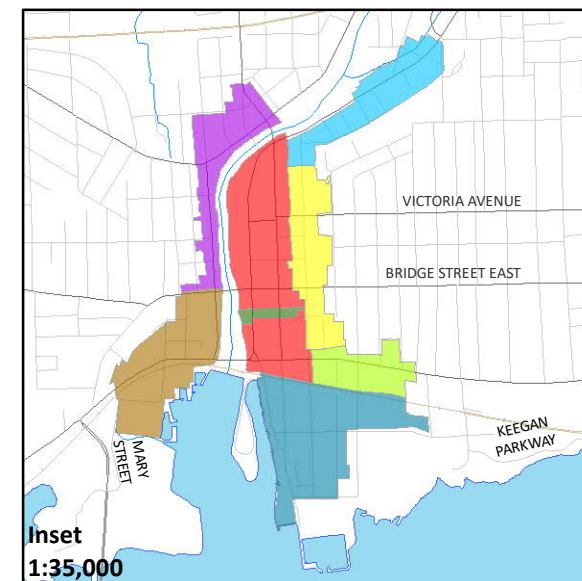 VICTORIA AVENUE
BRIDGE STREET EAST
KEEGAN
PARKWAY
MARY
STREET
Inset
1:35,000